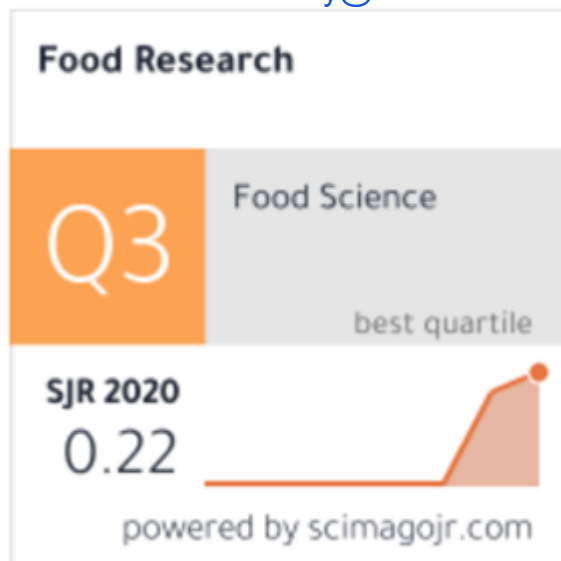 Food Research
Q3
Food Science
best quartile
SJR 2020
0.22
powered by scimagojr.com